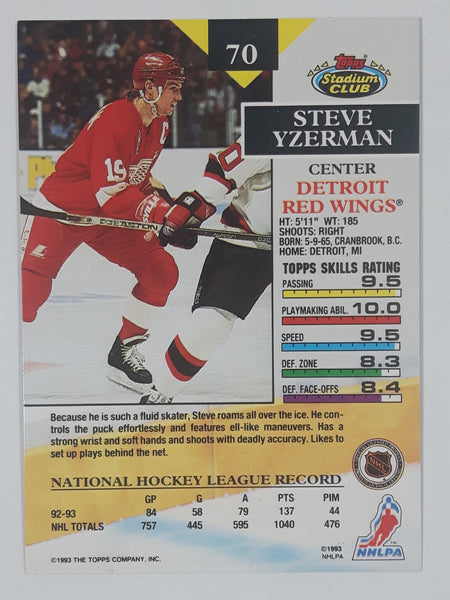 70
Topps
Stadium
CLUB
STEVE
YZERMAN
CENTER
DETROIT
RED WINGS®
HT: 5'11" WT: 185
SHOOTS: RIGHT
BORN: 5-9-65, CRANBROOK, B.C.
HOME: DETROIT, MI
TOPPS SKILLS RATING
PASSING 9.5
PLAYMAKING ABIL. 10.0
SPEED 9.5
DEF. ZONE 8.3
DEF. FACE-OFFS 8.4
C
19
Because he is such a fluid skater, Steve roams all over the ice. He con-
trols the puck effortlessly and features ell-like maneuvers. Has a
strong wrist and soft hands and shoots with deadly accuracy. Likes to
set up plays behind the net.
NATIONAL HOCKEY LEAGUE RECORD
GP G A PTS PIM
92-93 84 58 79 137 44
NHL TOTALS 757 445 595 1040 476
NHL
©1993 THE TOPPS COMPANY, INC.
©1993
NHLPA
NHLPA